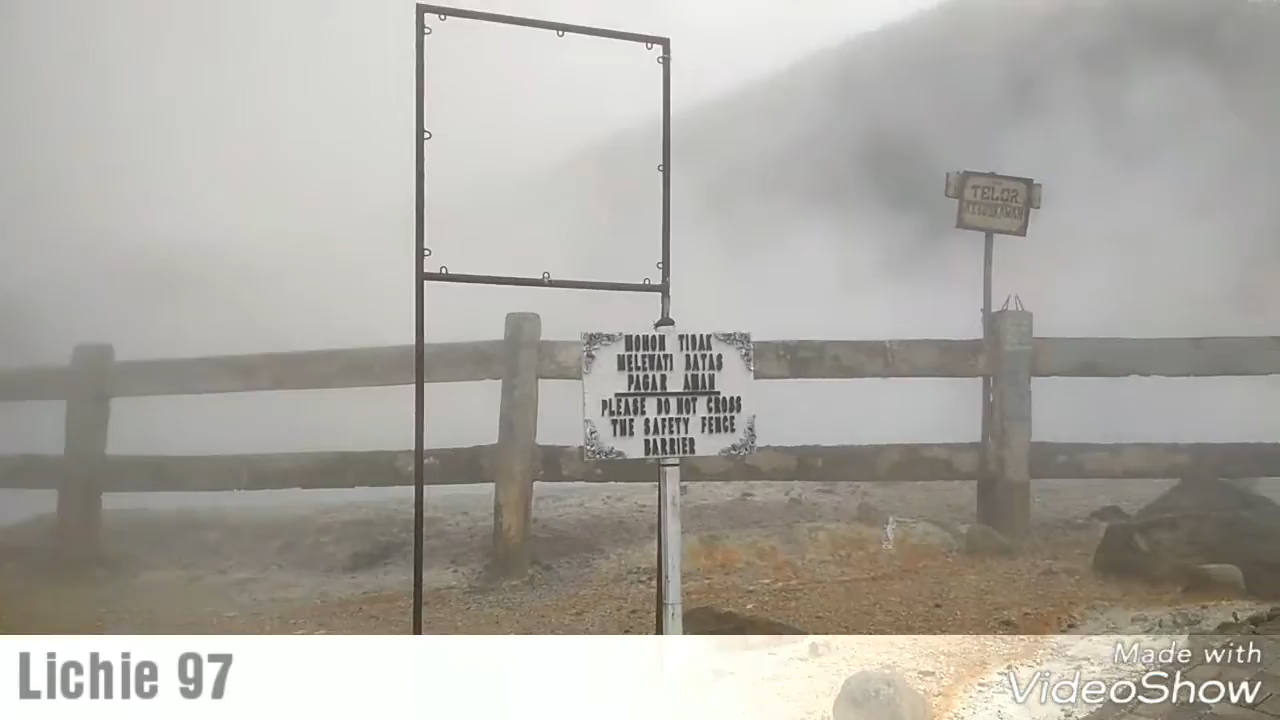 TELOR
MOHON TIDAK
MELEWATI BATAS
PAGAR AMAN
PLEASE DO NOT CROSS
THE SAFETY FENCE
BARRIER
Lichie 97
Made with
VideoShow